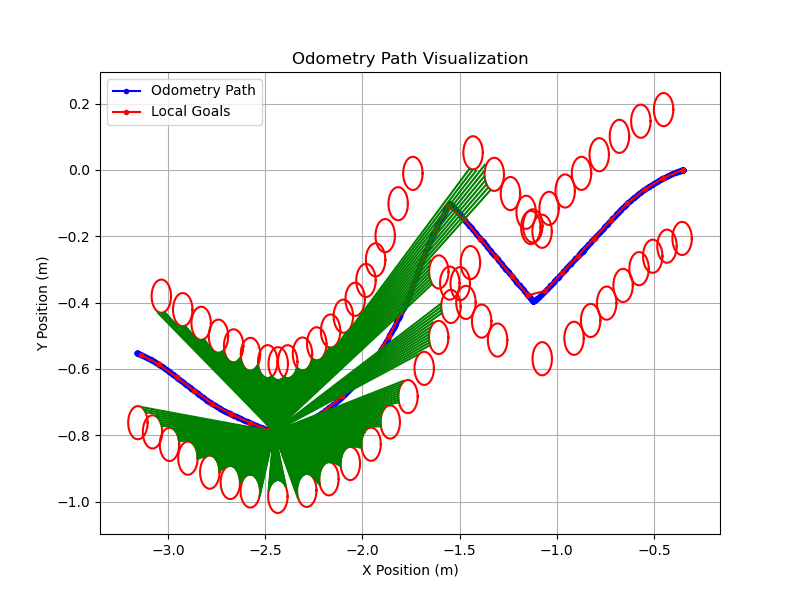 Odometry Path Visualization
Odometry Path
Local Goals
Y Position (m)
0.2
0.0
−0.2
−0.4
−0.6
−0.8
−1.0
−3.0
−2.5
−2.0
−1.5
−1.0
−0.5
X Position (m)